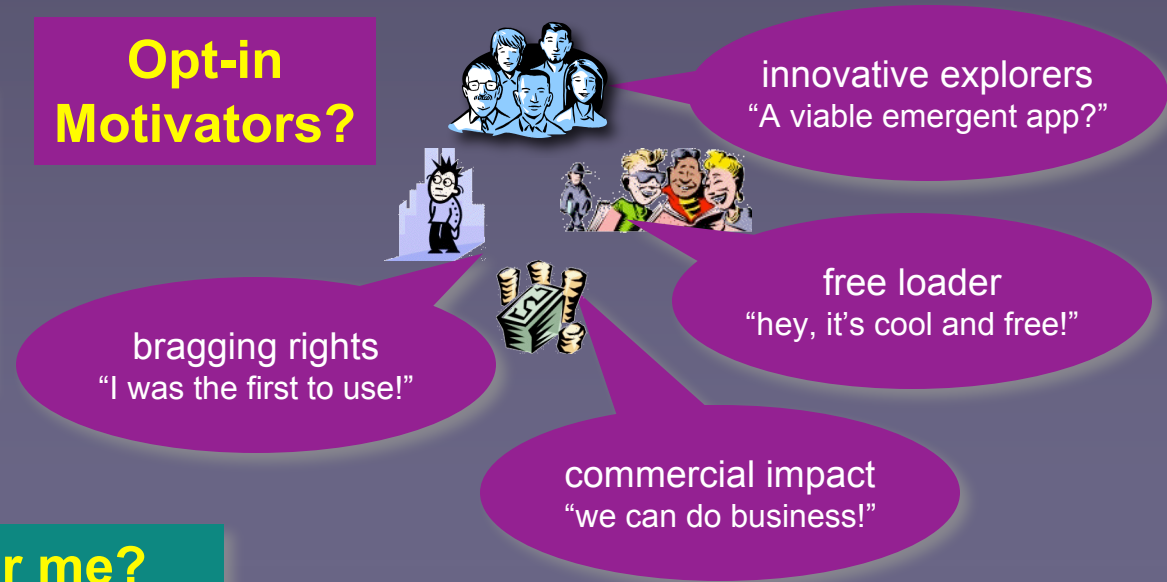 Opt-in
Motivators?
innovative explorers
“A viable emergent app?”
free loader
“hey, it’s cool and free!”
bragging rights
“I was the first to use!”
commercial impact
“we can do business!”
r me?